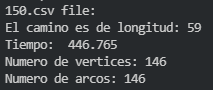 150.csv file:
El camino es de longitud: 59
Tiempo:  446.765
Numero de vertices: 146
Numero de arcos: 146